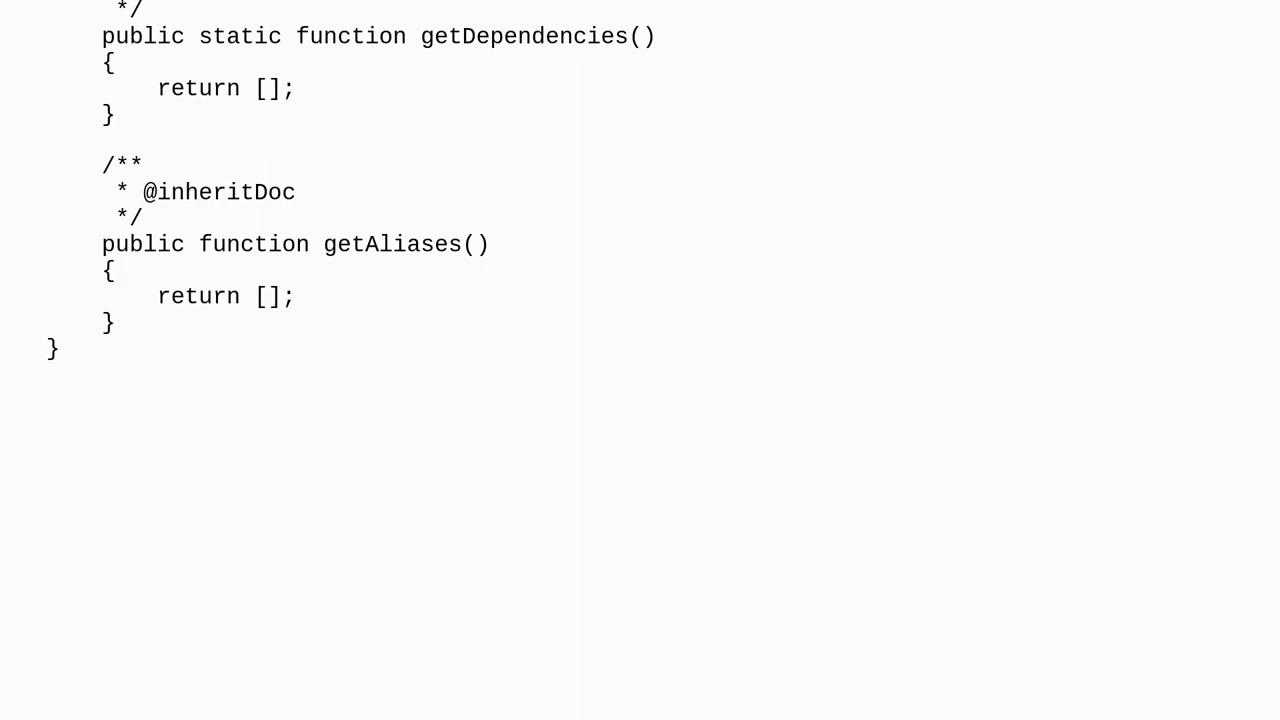 */
    public static function getDependencies()
    {
        return [];
    }

    /**
     * @inheritDoc
     */
    public function getAliases()
    {
        return [];
    }
}